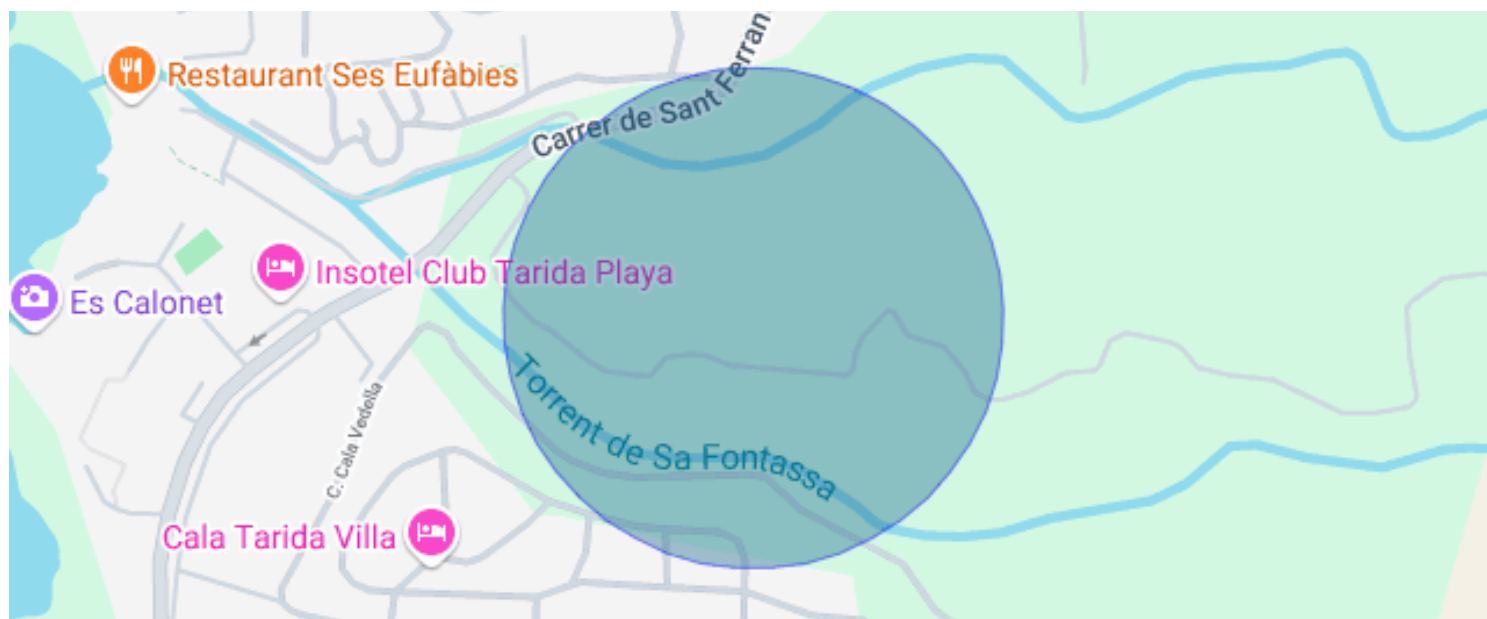 Restaurant Ses Eufàbies
Carrer de Sant Ferran
Insotel Club Tarida Playa
Es Calonet
C. Cala Vedella
Torrent de Sa Fontassa
Cala Tarida Villa